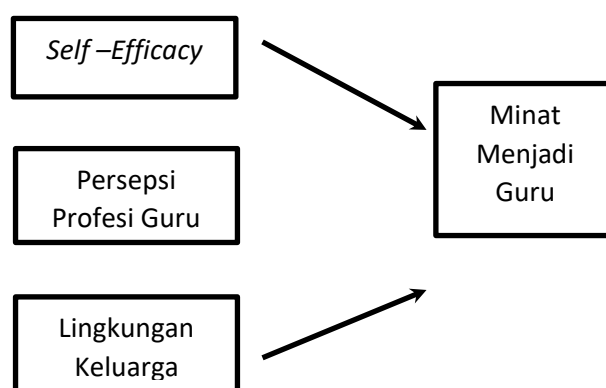 Self –Efficacy
Minat
Menjadi
Guru
Persepsi
Profesi Guru
Lingkungan
Keluarga